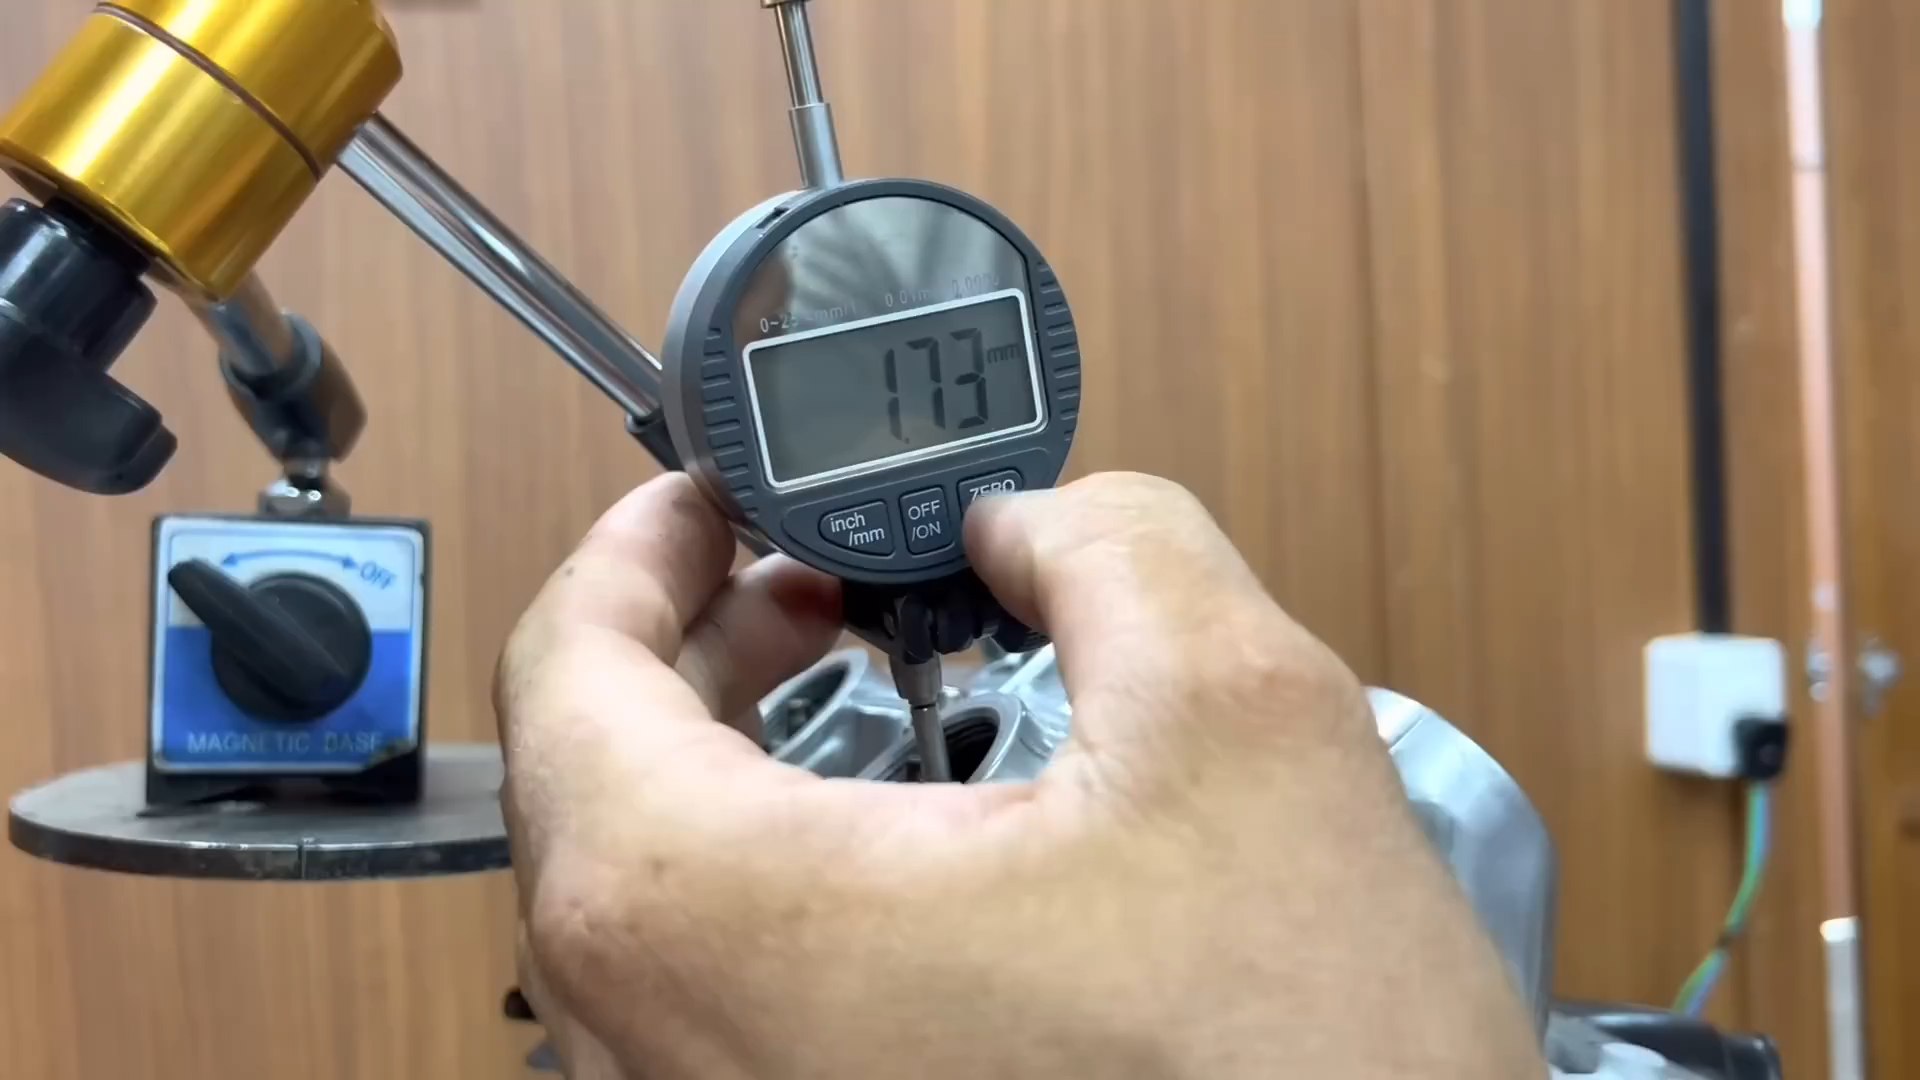 1.73 mm
inch
/mm
OFF
/ON
ZERO
OFF
MAGNETIC BASE